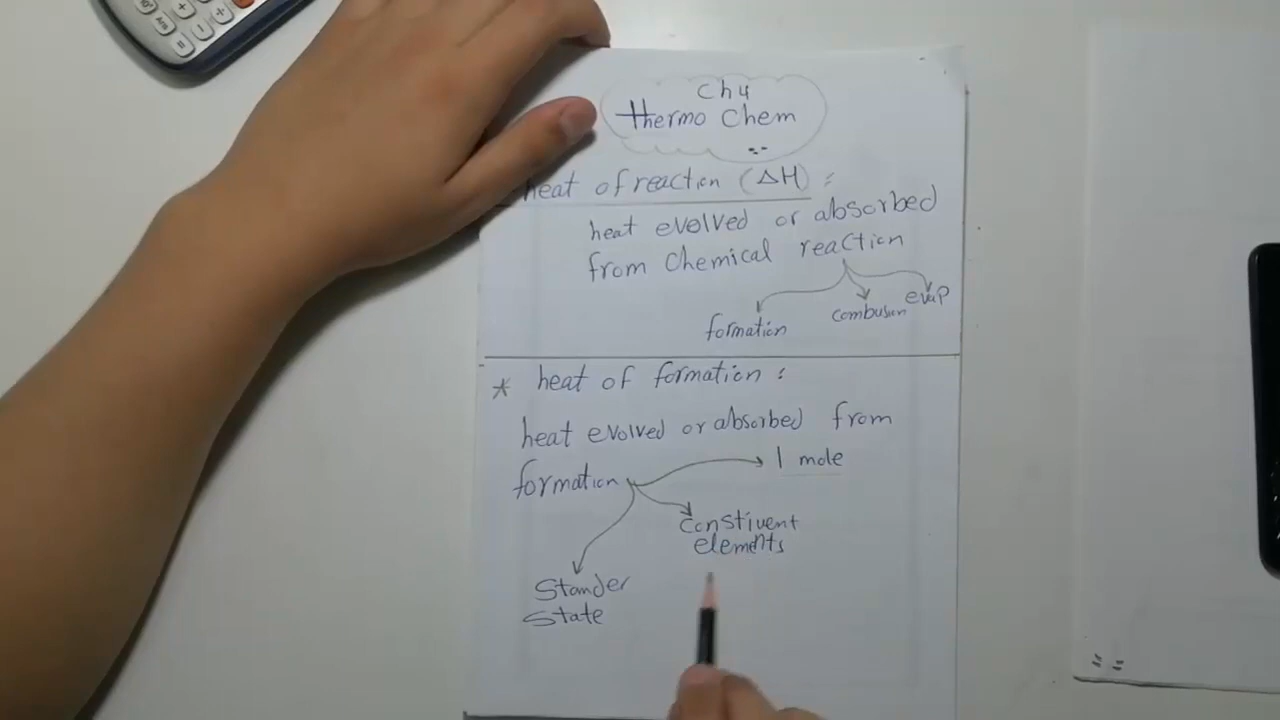 Ch4
thermo Chem
heat of reaction (ΔH) :
heat evolved or absorbed
from Chemical reaction
formation combusion evap
* heat of formation :
heat evolved or absorbed from
formation 1 mole
Constivent
elements
Stander
State